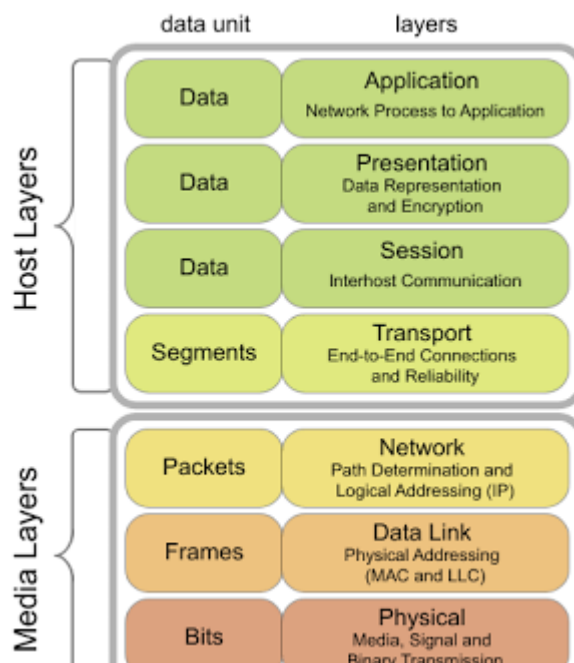 data unit layers
Host Layers
Data Application
Network Process to Application
Data Presentation
Data Representation
and Encryption
Data Session
Interhost Communication
Segments Transport
End-to-End Connections
and Reliability
Media Layers
Packets Network
Path Determination and
Logical Addressing (IP)
Frames Data Link
Physical Addressing
(MAC and LLC)
Bits Physical
Media, Signal and
Binary Transmission